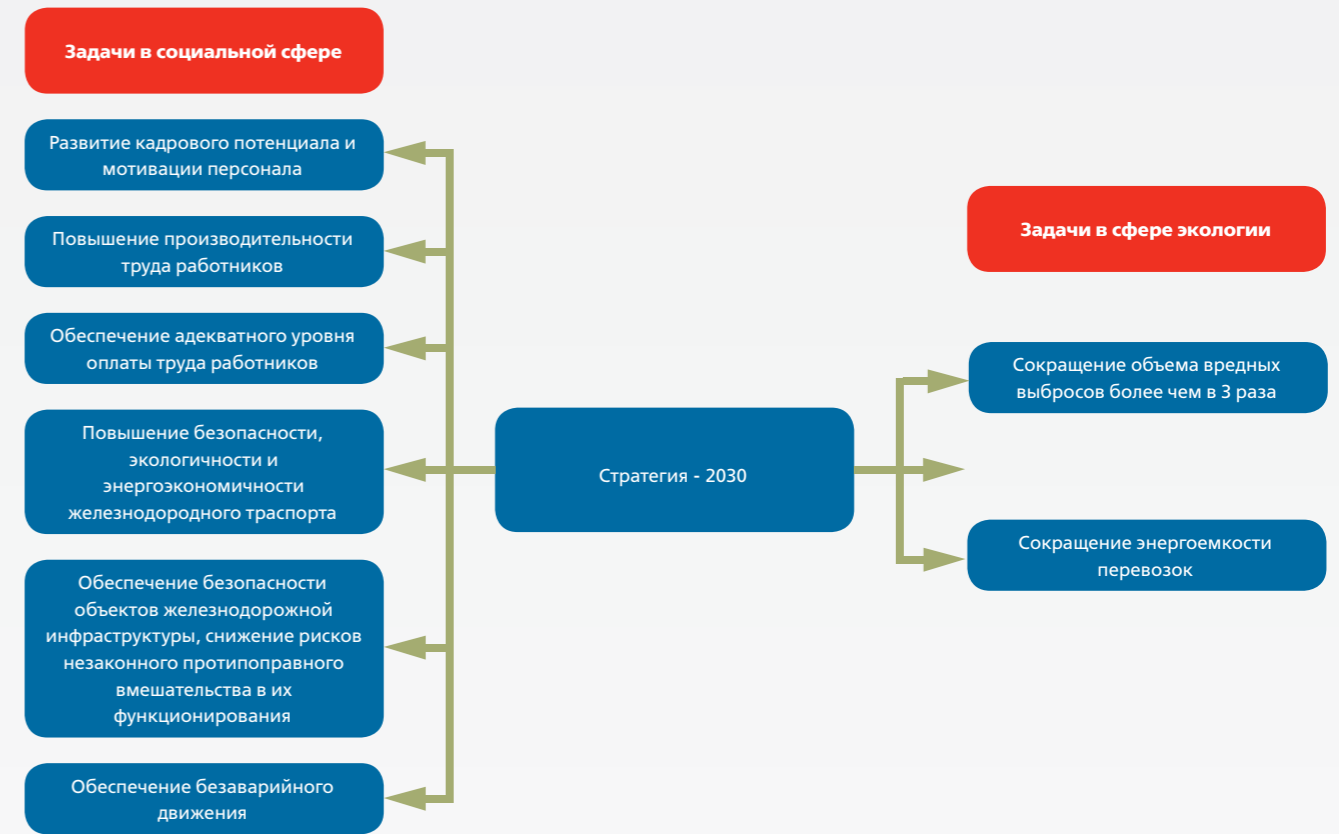 Задачи в социальной сфере
Развитие кадрового потенциала и
мотивации персонала
Повышение производительности
труда работников
Обеспечение адекватного уровня
оплаты труда работников
Повышение безопасности,
экологичности и
энергоэкономичности
железнодородного траспорта
Обеспечение безопасности
объектов железнодорожной
инфраструктуры, снижение рисков
незаконного протипоправного
вмешательства в их
функционирования
Обеспечение безаварийного
движения
Стратегия - 2030
Задачи в сфере экологии
Сокращение объема вредных
выбросов более чем в 3 раза
Сокращение энергоемкости
перевозок